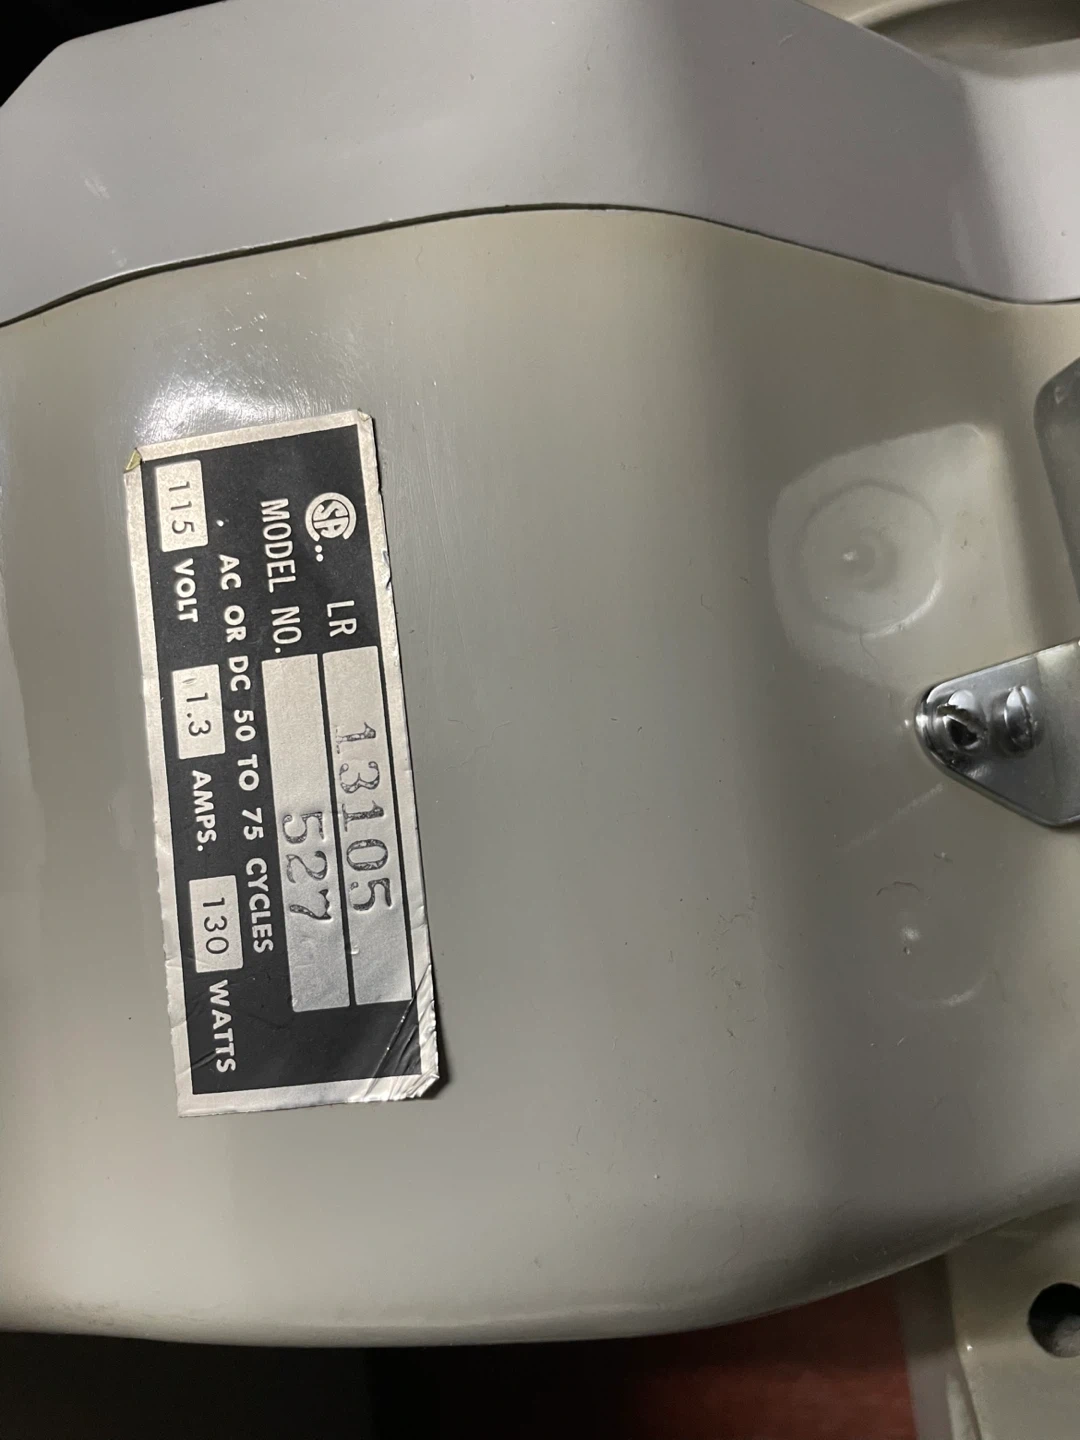 CSA LR 13105
MODEL NO. 527
AC OR DC 50 TO 75 CYCLES
115 VOLT 1.3 AMPS. 130 WATTS